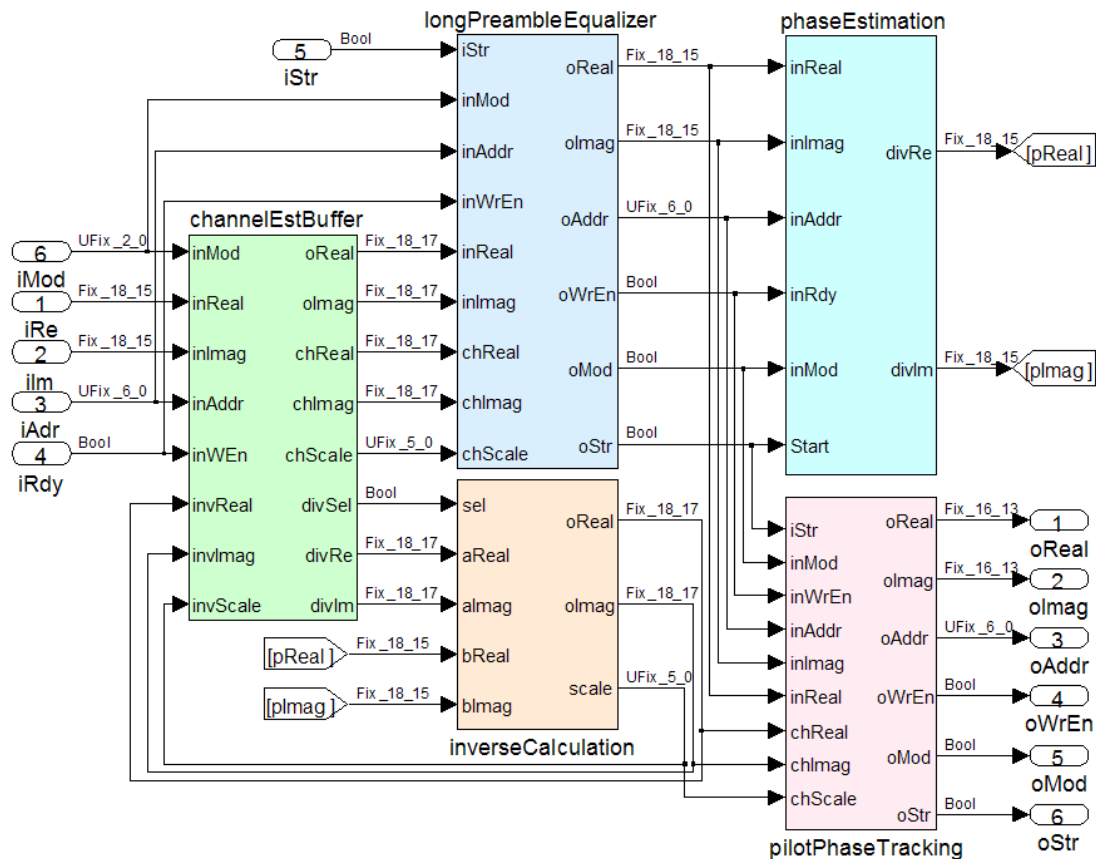 longPreambleEqualizer
phaseEstimation
5
iStr
Bool
iStr
inMod
inAddr
inWrEn
inReal
inImag
chReal
chImag
chScale
oReal
oImag
oAddr
oWrEn
oMod
oStr
Fix_18_15
Fix_18_15
UFix_6_0
Bool
Bool
Bool
inReal
inImag
inAddr
inRdy
inMod
Start
divRe
divIm
Fix_18_15
[pReal]
Fix_18_15
[pImag]
channelEstBuffer
6
iMod
1
iRe
2
iIm
3
iAdr
4
iRdy
UFix_2_0
Fix_18_15
Fix_18_15
UFix_6_0
Bool
inMod
inReal
inImag
inAddr
inWEn
invReal
invImag
invScale
oReal
oImag
chReal
chImag
chScale
divSel
divRe
divIm
Fix_18_17
Fix_18_17
Fix_18_17
Fix_18_17
UFix_5_0
Bool
Fix_18_17
Fix_18_17
[pReal]
Fix_18_15
[pImag]
Fix_18_15
sel
aReal
aImag
bReal
bImag
oReal
oImag
scale
Fix_18_17
Fix_18_17
UFix_5_0
inverseCalculation
iStr
inMod
inWrEn
inAddr
inImag
inReal
chReal
chImag
chScale
oReal
oImag
oAddr
oWrEn
oMod
oStr
Fix_16_13
Fix_16_13
UFix_6_0
Bool
Bool
Bool
1
oReal
2
oImag
3
oAddr
4
oWrEn
5
oMod
6
oStr
pilotPhaseTracking